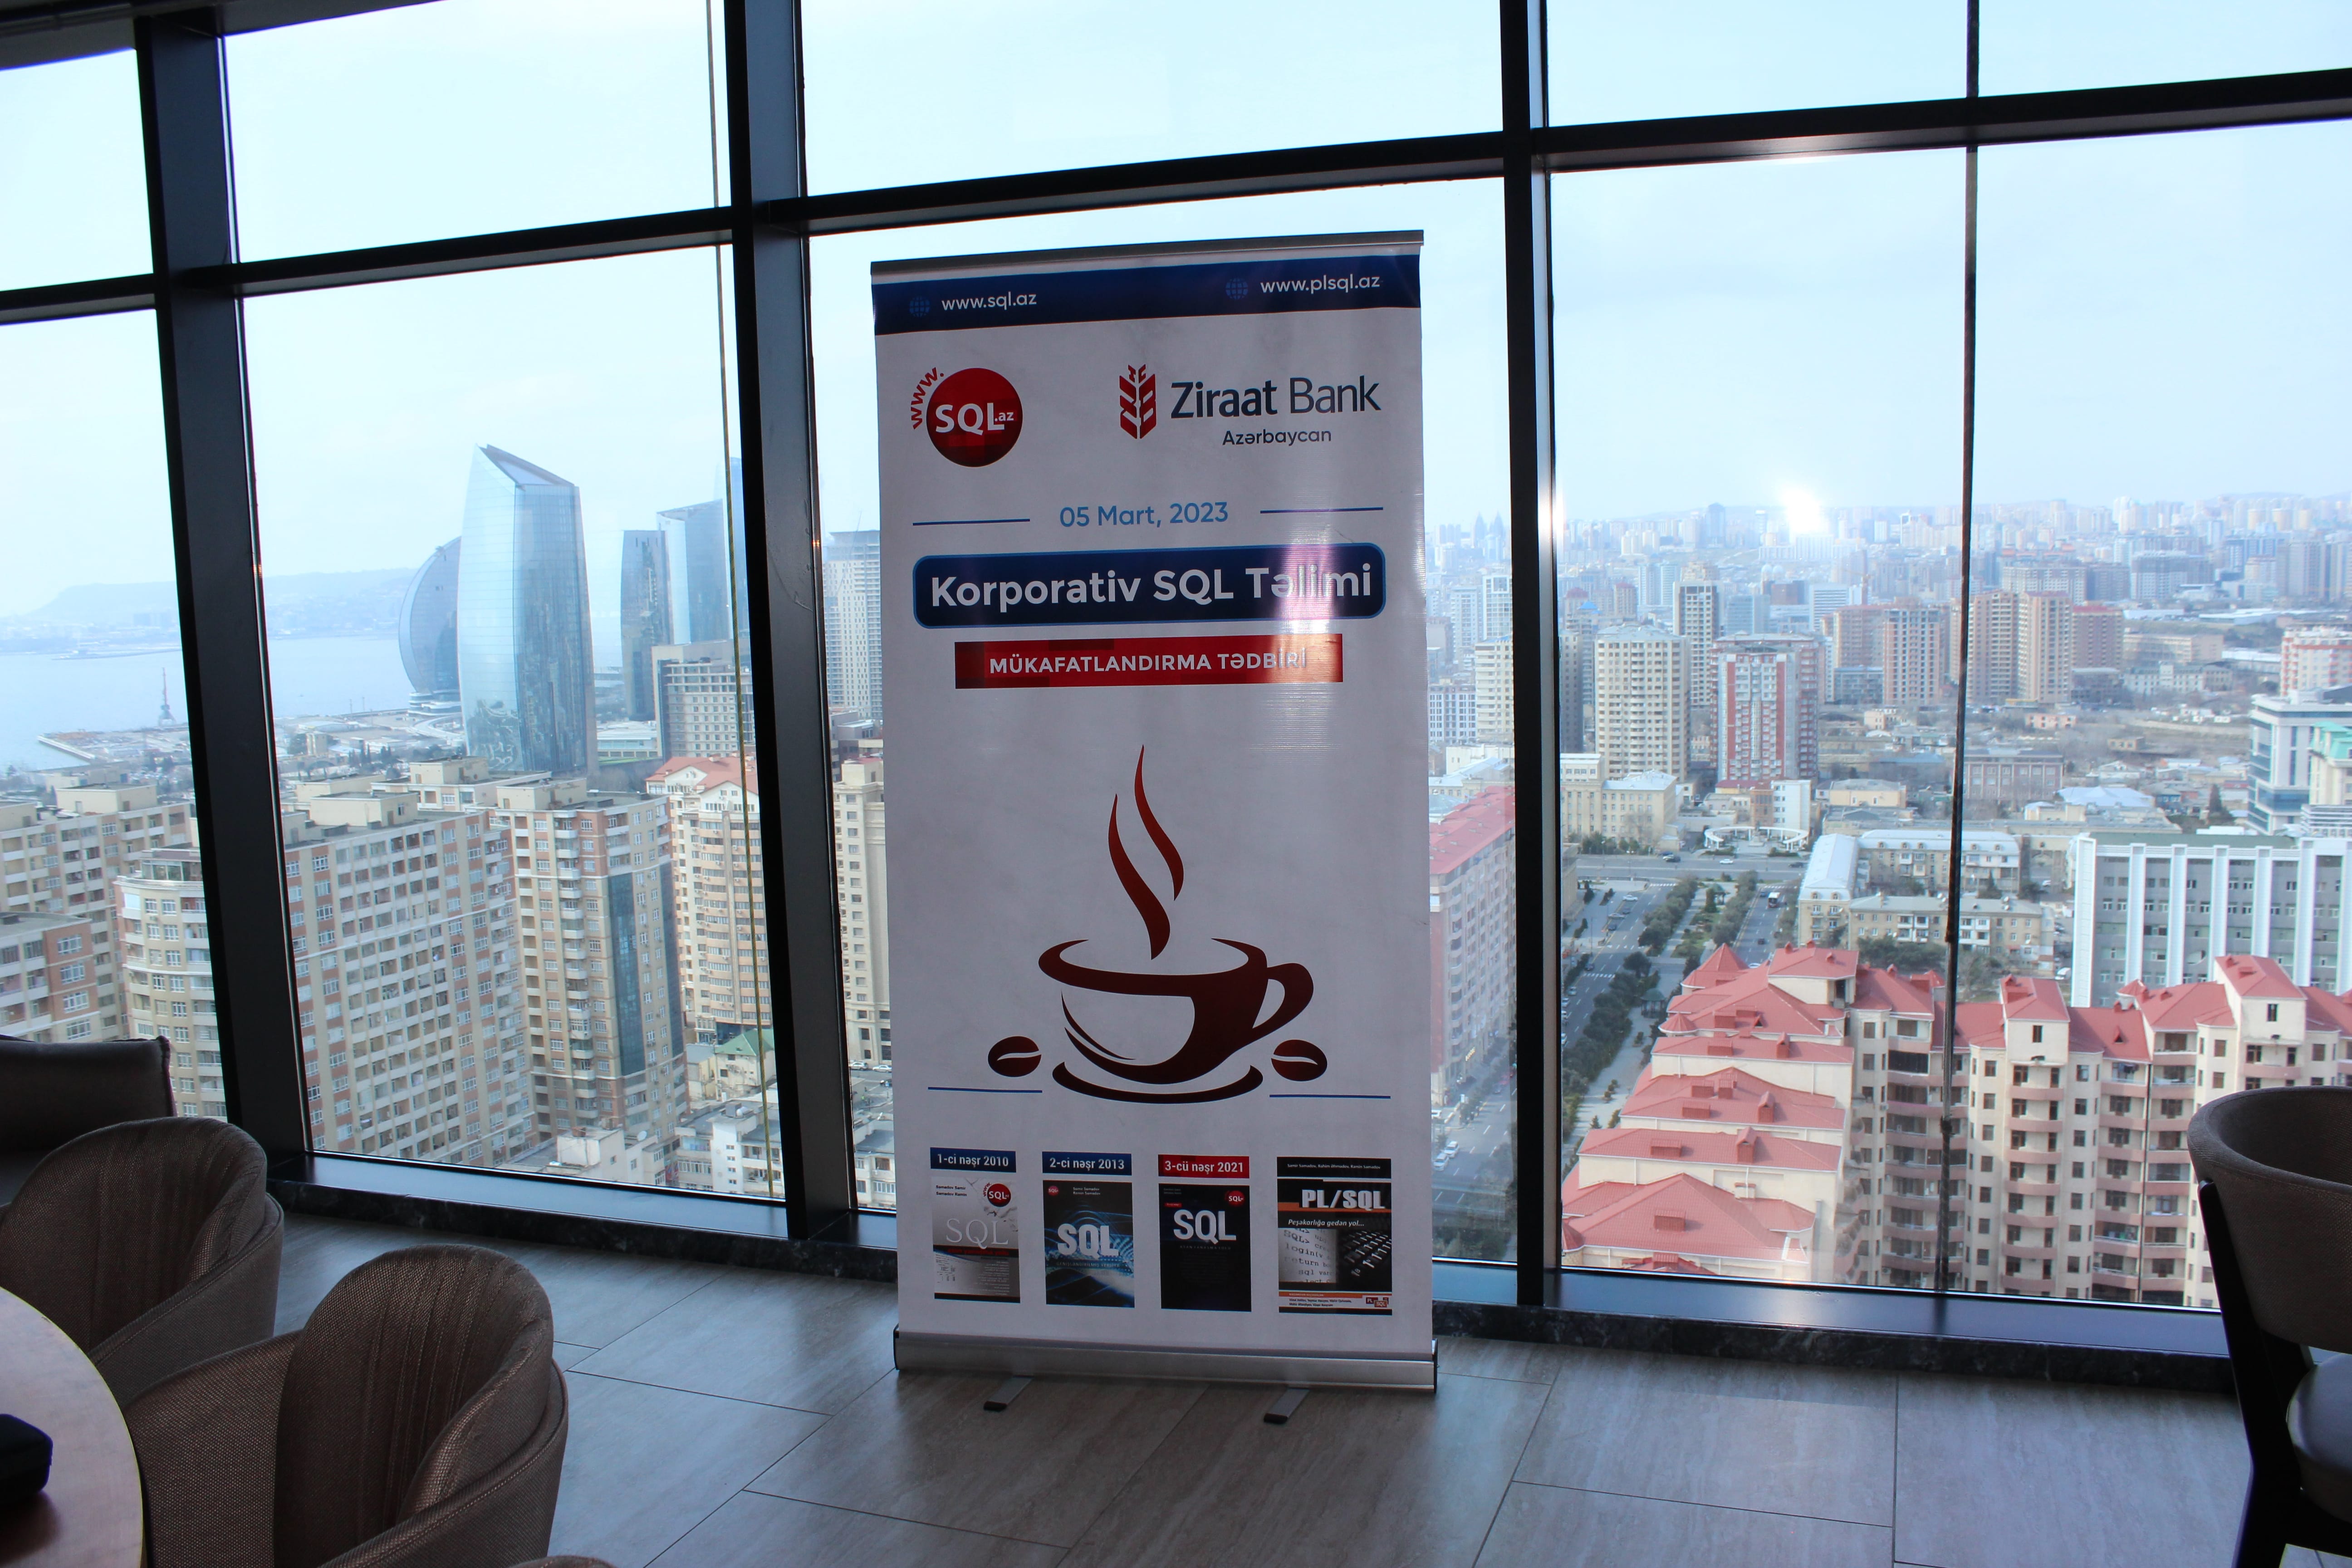 www.sql.az
www.plsql.az
www.
SQL.az
Ziraat Bank
Azərbaycan
05 Mart, 2023
Korporativ SQL Təlimi
MÜKAFATLANDIRMA TƏDBİRİ
1-ci nəşr 2010
2-ci nəşr 2013
3-cü nəşr 2021
SQL
SQL
SQL
PL/SQL
Peşəkarlığa gedən yol...